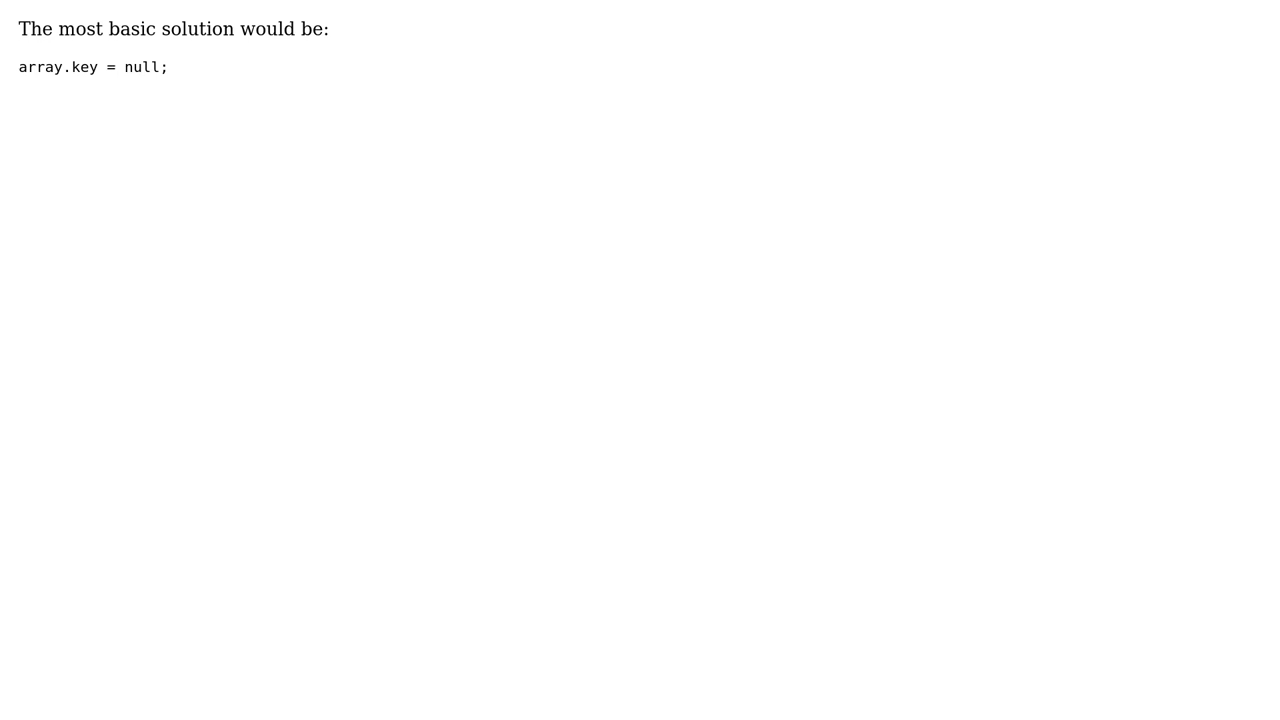 The most basic solution would be:
array.key = null;